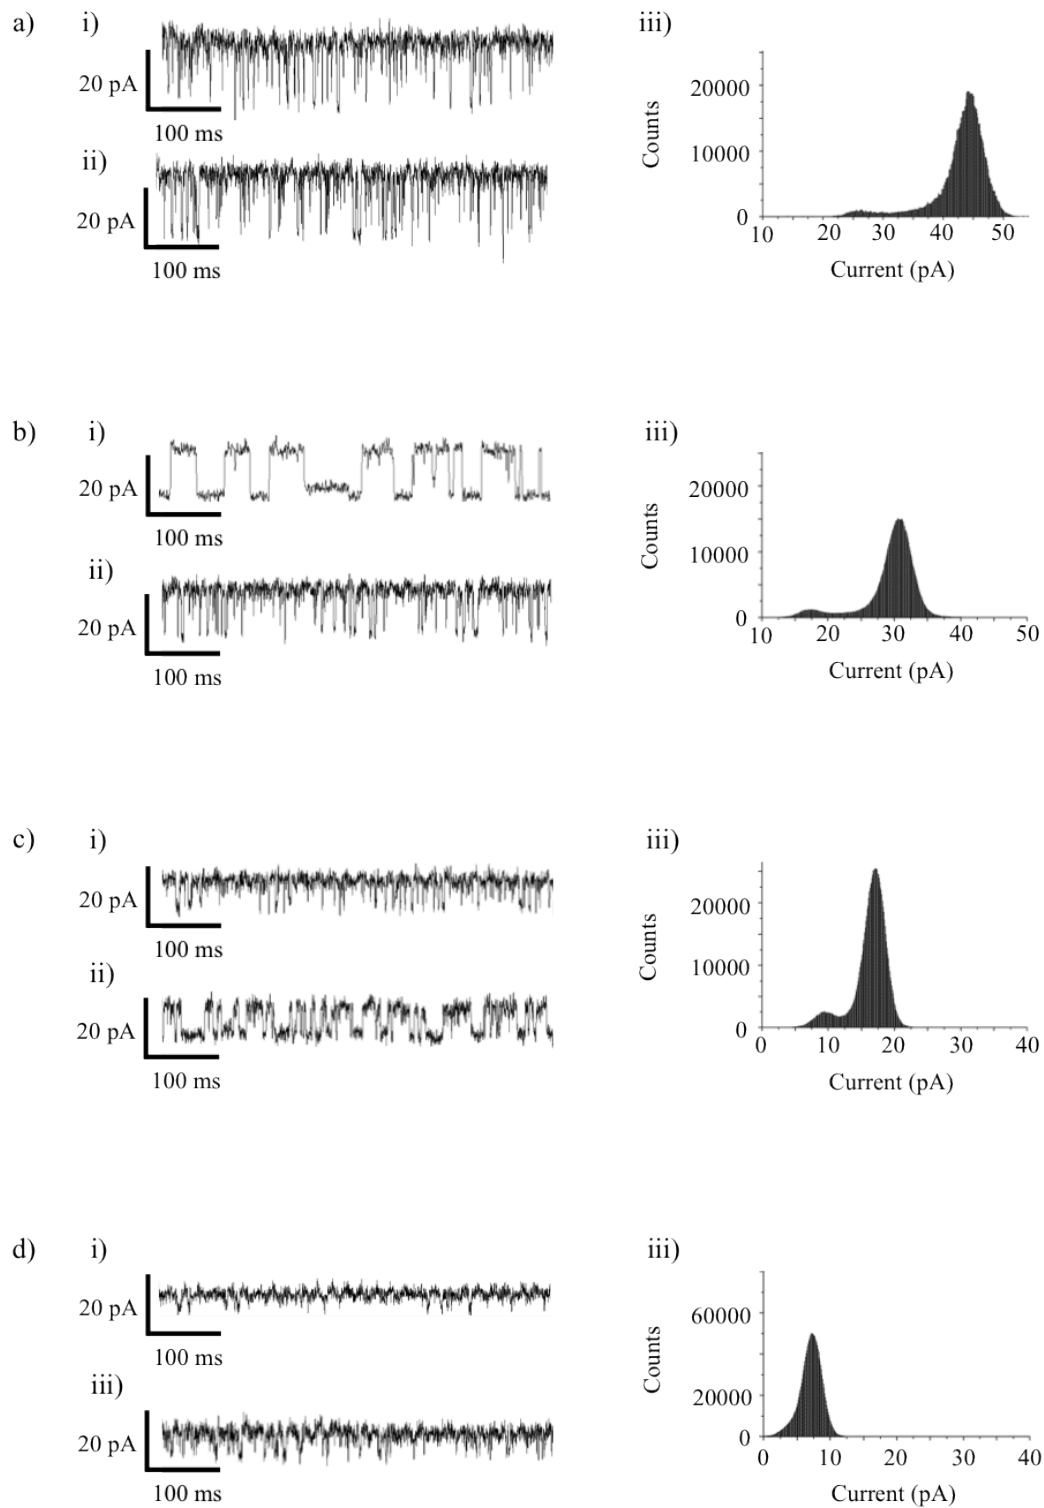 a) i) iii)
20 pA
100 ms
ii)
20 pA
100 ms
Counts
20000
10000
0
10 20 30 40 50
Current (pA)
b) i) iii)
20 pA
100 ms
ii)
20 pA
100 ms
Counts
20000
10000
0
10 20 30 40 50
Current (pA)
c) i) iii)
20 pA
100 ms
ii)
20 pA
100 ms
Counts
20000
10000
0
0 10 20 30 40
Current (pA)
d) i) iii)
20 pA
100 ms
iii)
20 pA
100 ms
Counts
60000
20000
0
0 10 20 30 40
Current (pA)